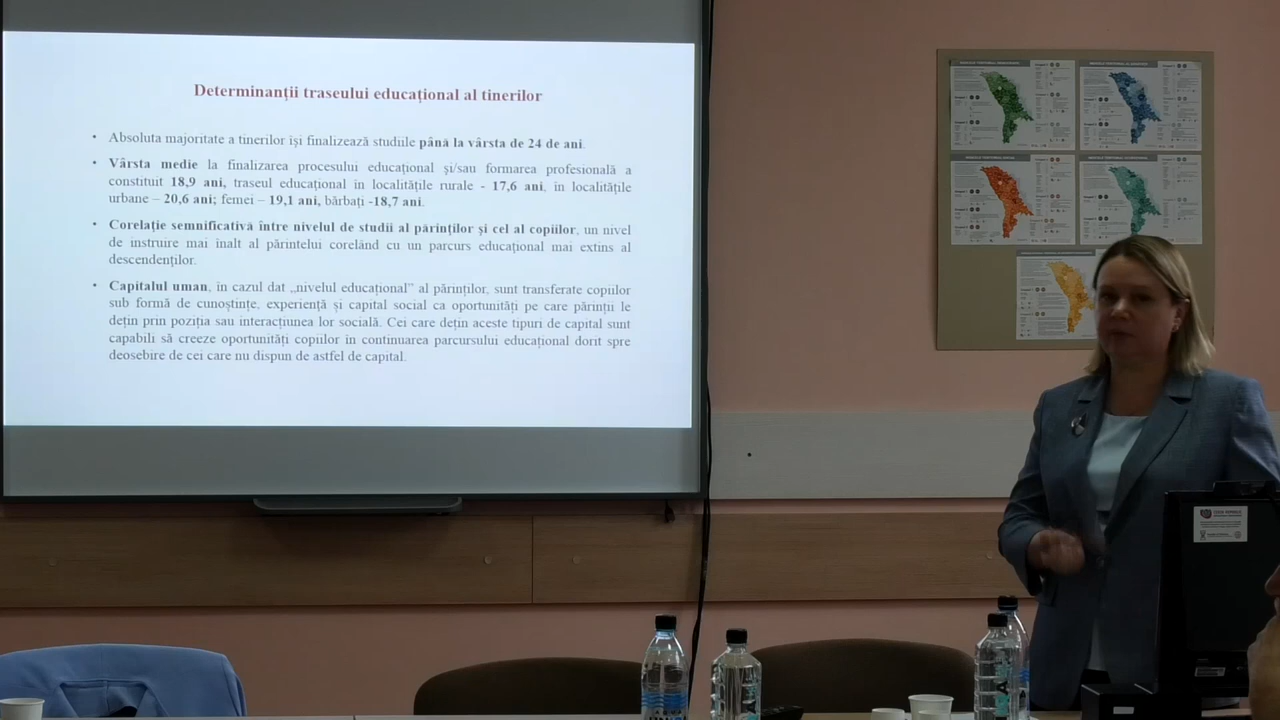 Determinanții traseului educațional al tinerilor
• Absoluta majoritate a tinerilor își finalizează studiile până la vârsta de 24 de ani.
• Vârsta medie la finalizarea procesului educațional și/sau formarea profesională a
constituit 18,9 ani, traseul educațional în localitățile rurale - 17,6 ani, în localitățile
urbane – 20,6 ani; femei – 19,1 ani, bărbați -18,7 ani.
• Corelație semnificativă între nivelul de studii al părinților și cel al copiilor, un nivel
de instruire mai înalt al părintelui corelând cu un parcurs educațional mai extins al
descendenților.
• Capitalul uman, în cazul dat „nivelul educațional” al părinților, sunt transferate copiilor
sub formă de cunoștințe, experiență și capital social ca oportunități pe care părinții le
dețin prin poziția sau interacțiunea lor socială. Cei care dețin aceste tipuri de capital sunt
capabili să creeze oportunități copiilor în continuarea parcursului educațional dorit spre
deosebire de cei care nu dispun de astfel de capital.